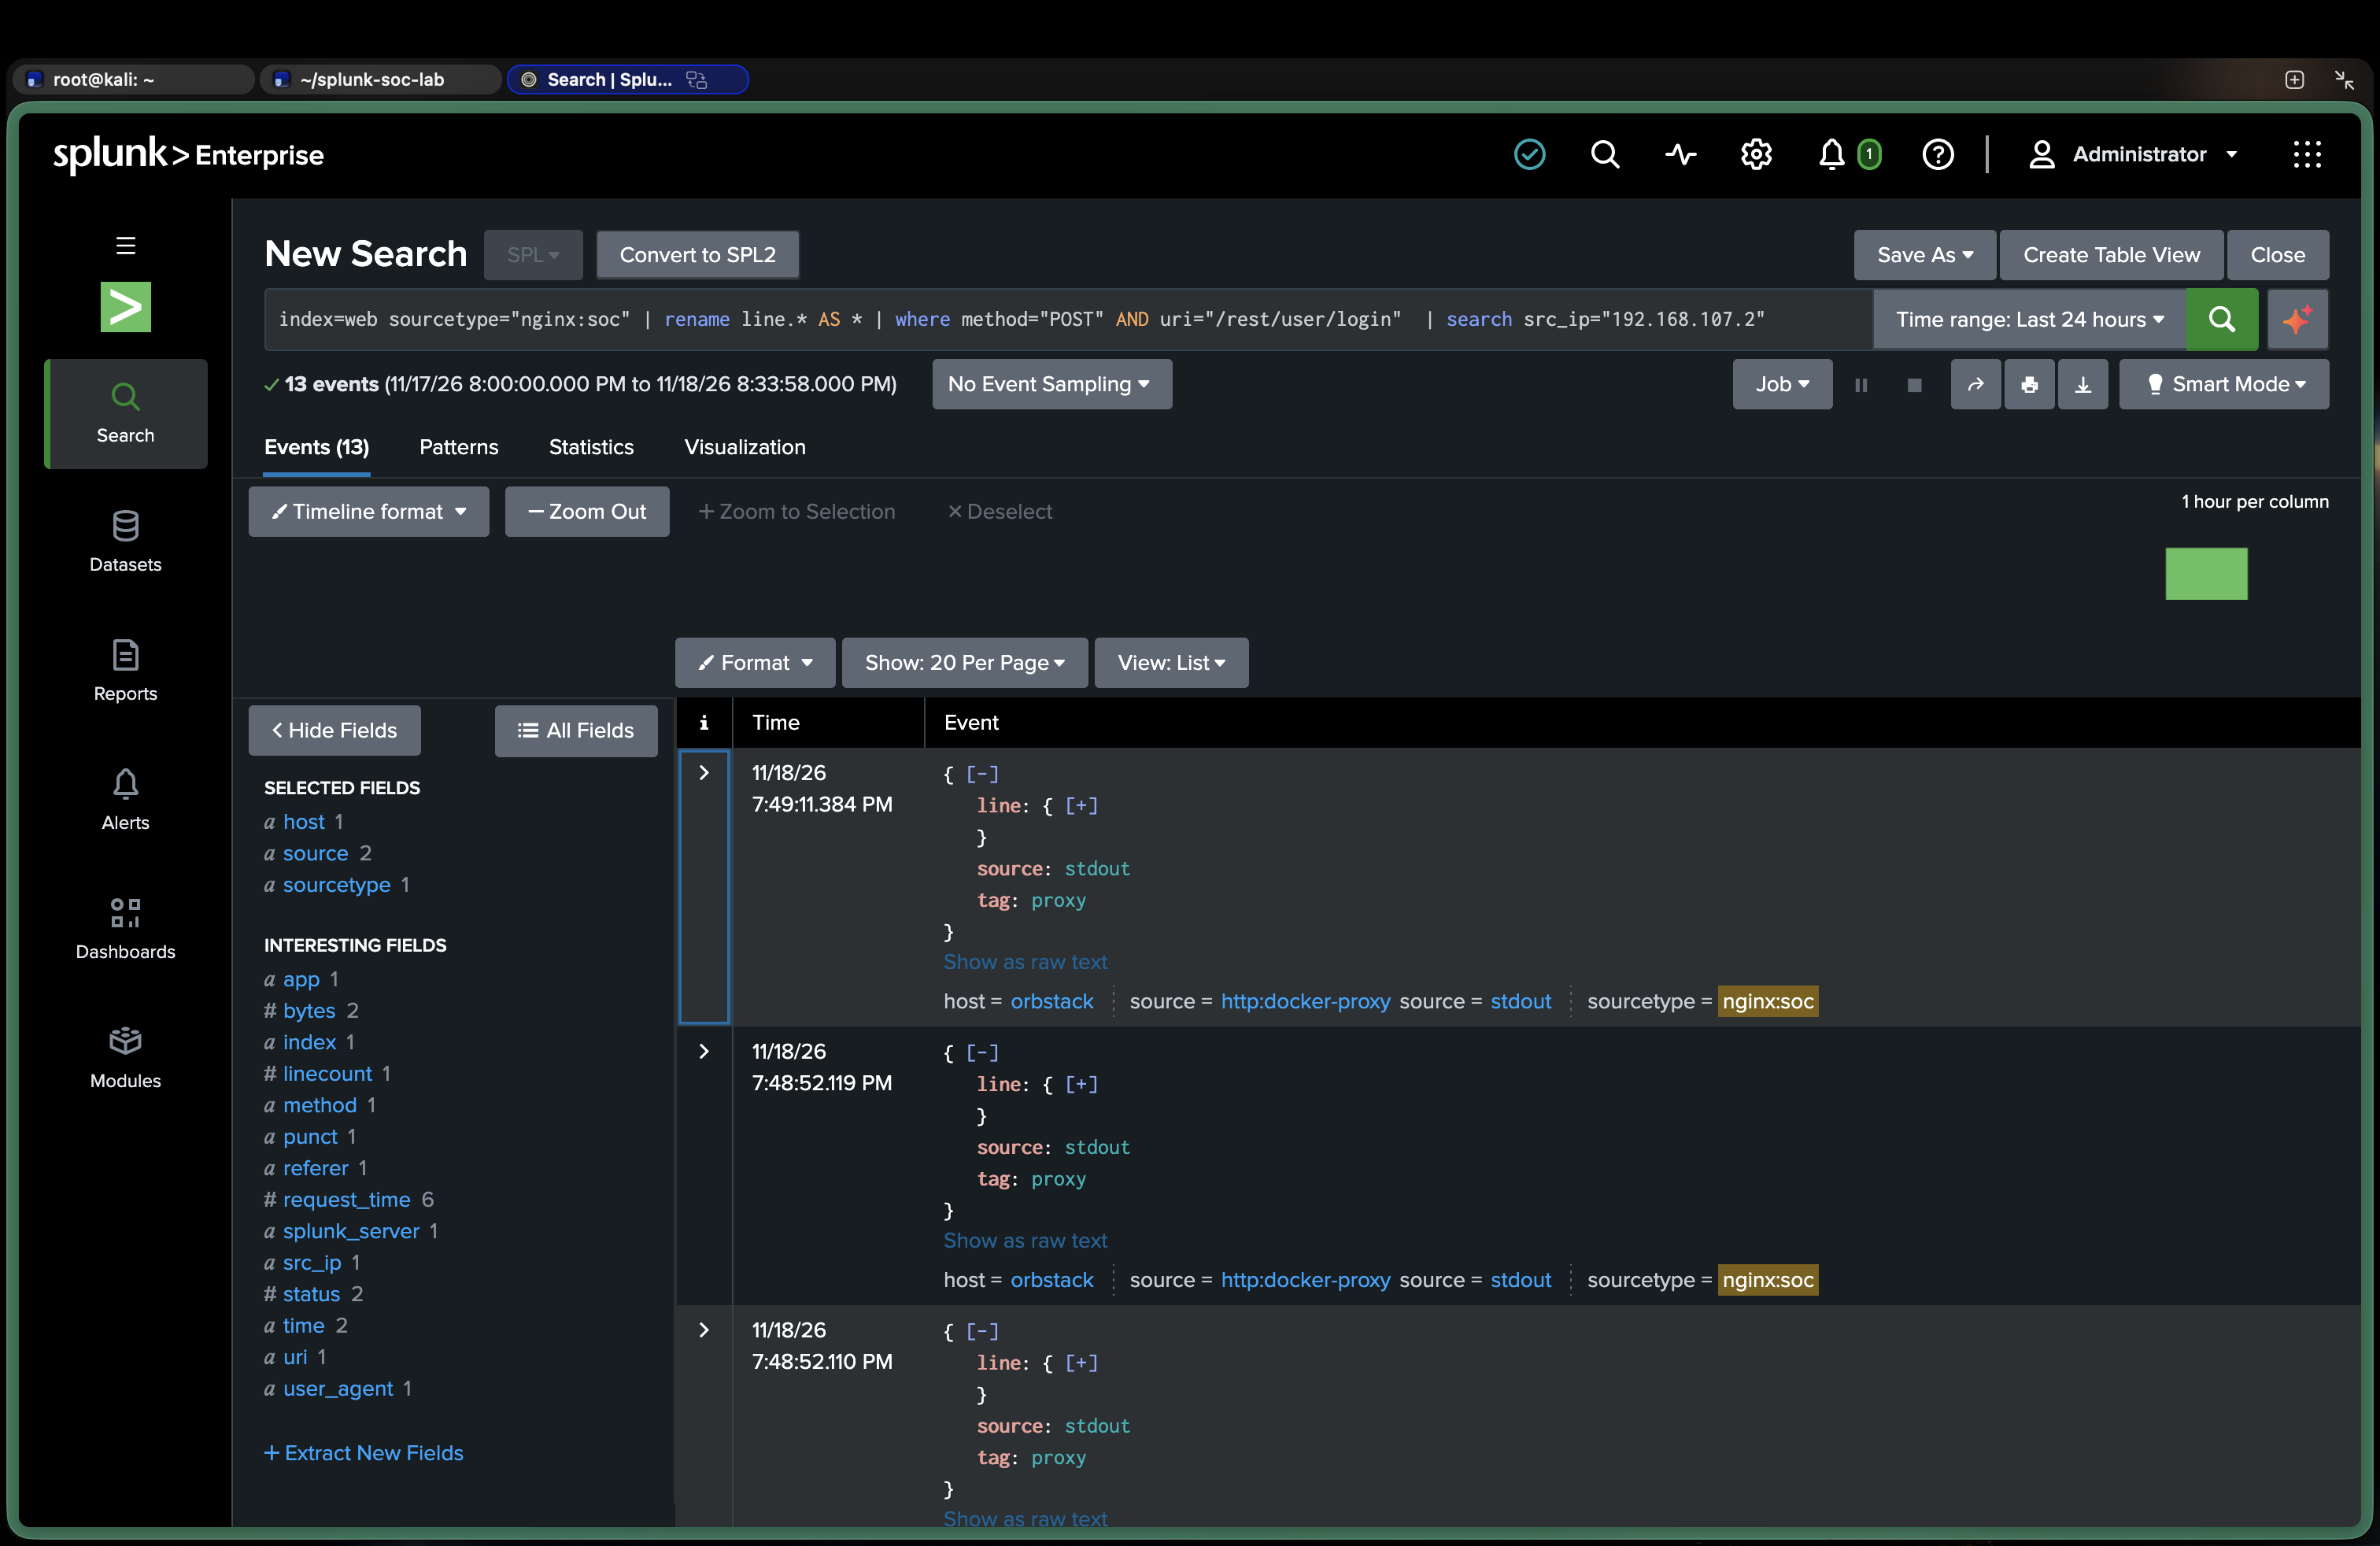 root@kali: ~
~/splunk-soc-lab
Search | Splu...
splunk>Enterprise
1
Administrator
New Search
SPL
Convert to SPL2
Save As
Create Table View
Close
index=web sourcetype="nginx:soc" | rename line.* AS * | where method="POST" AND uri="/rest/user/login"  | search src_ip="192.168.107.2"
Time range: Last 24 hours
13 events (11/17/26 8:00:00.000 PM to 11/18/26 8:33:58.000 PM)
No Event Sampling
Job
Smart Mode
Events (13)
Patterns
Statistics
Visualization
Timeline format
— Zoom Out
+ Zoom to Selection
× Deselect
1 hour per column
Search
Datasets
Reports
Alerts
Dashboards
Modules
Format
Show: 20 Per Page
View: List
< Hide Fields
All Fields
SELECTED FIELDS
a host 1
a source 2
a sourcetype 1
INTERESTING FIELDS
a app 1
# bytes 2
a index 1
# linecount 1
a method 1
a punct 1
a referer 1
# request_time 6
a splunk_server 1
a src_ip 1
# status 2
a time 2
a uri 1
a user_agent 1
+ Extract New Fields
i
Time
Event
11/18/26
7:49:11.384 PM
{ [-]
line: { [+]
}
source: stdout
tag: proxy
}
Show as raw text
host = orbstack source = http:docker-proxy source = stdout sourcetype = nginx:soc
11/18/26
7:48:52.119 PM
{ [-]
line: { [+]
}
source: stdout
tag: proxy
}
Show as raw text
host = orbstack source = http:docker-proxy source = stdout sourcetype = nginx:soc
11/18/26
7:48:52.110 PM
{ [-]
line: { [+]
}
source: stdout
tag: proxy
}
Show as raw text